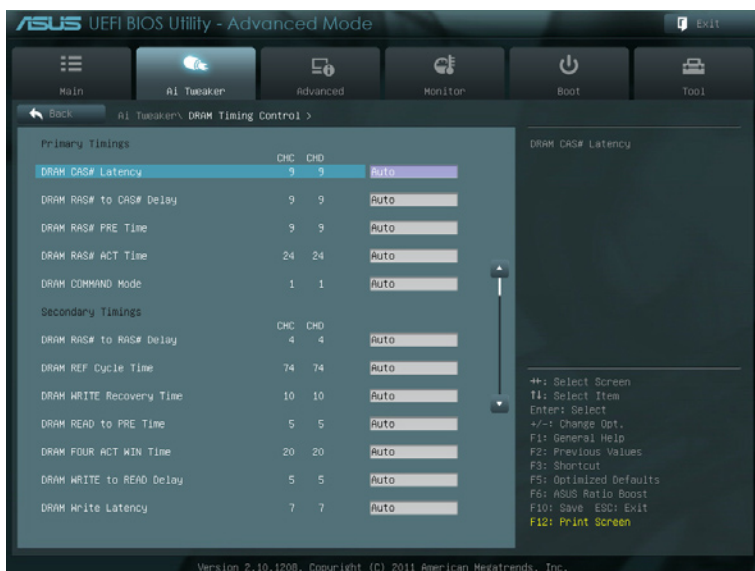 ASUS UEFI BIOS Utility - Advanced Mode
Exit
Main
Ai Tweaker
Advanced
Monitor
Boot
Tool
Back
Ai Tweaker\ DRAM Timing Control >
Primary Timings
CHC CHD
DRAM CAS# Latency 9 9 Auto
DRAM RAS# to CAS# Delay 9 9 Auto
DRAM RAS# PRE Time 9 9 Auto
DRAM RAS# ACT Time 24 24 Auto
DRAM COMMAND Mode 1 1 Auto
Secondary Timings
CHC CHD
DRAM RAS# to RAS# Delay 4 4 Auto
DRAM REF Cycle Time 74 74 Auto
DRAM WRITE Recovery Time 10 10 Auto
DRAM READ to PRE Time 5 5 Auto
DRAM FOUR ACT WIN Time 20 20 Auto
DRAM WRITE to READ Delay 5 5 Auto
DRAM Write Latency 7 7 Auto
DRAM CAS# Latency
→←: Select Screen
↑↓: Select Item
Enter: Select
+/-: Change Opt.
F1: General Help
F2: Previous Values
F3: Shortcut
F5: Optimized Defaults
F6: ASUS Ratio Boost
F10: Save ESC: Exit
F12: Print Screen
Version 2.10.1208. Copyright (C) 2011 American Megatrends, Inc.